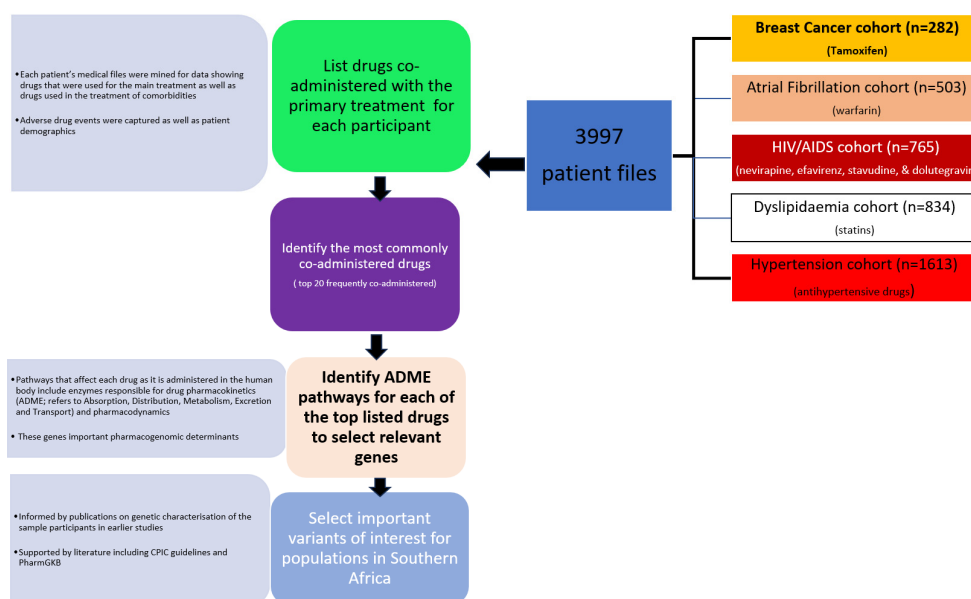 Breast Cancer cohort (n=282)
(Tamoxifen)
Atrial Fibrillation cohort (n=503)
(warfarin)
HIV/AIDS cohort (n=765)
(nevirapine, efavirenz, stavudine, & dolutegravir
Dyslipidaemia cohort (n=834)
(statins)
Hypertension cohort (n=1613)
(antihypertensive drugs)
3997
patient files
List drugs co-
administered with the
primary treatment for
each participant
•Each patient's medical files were mined for data showing
drugs that were used for the main treatment as well as
drugs used in the treatment of comorbidities
•Adverse drug events were captured as well as patient
demographics
Identify the most commonly
co-administered drugs
( top 20 frequently co-administered)
Identify ADME
pathways for each of
the top listed drugs
to select relevant
genes
•Pathways that affect each drug as it is administered in the human
body include enzymes responsible for drug pharmacokinetics
(ADME; refers to Absorption, Distribution, Metabolism, Excretion
and Transport) and pharmacodynamics
•These genes important pharmacogenomic determinants
Select important
variants of interest for
populations in Southern
Africa
•Informed by publications on genetic characterisation of the
sample participants in earlier studies
•Supported by literature including CPIC guidelines and
PharmGKB